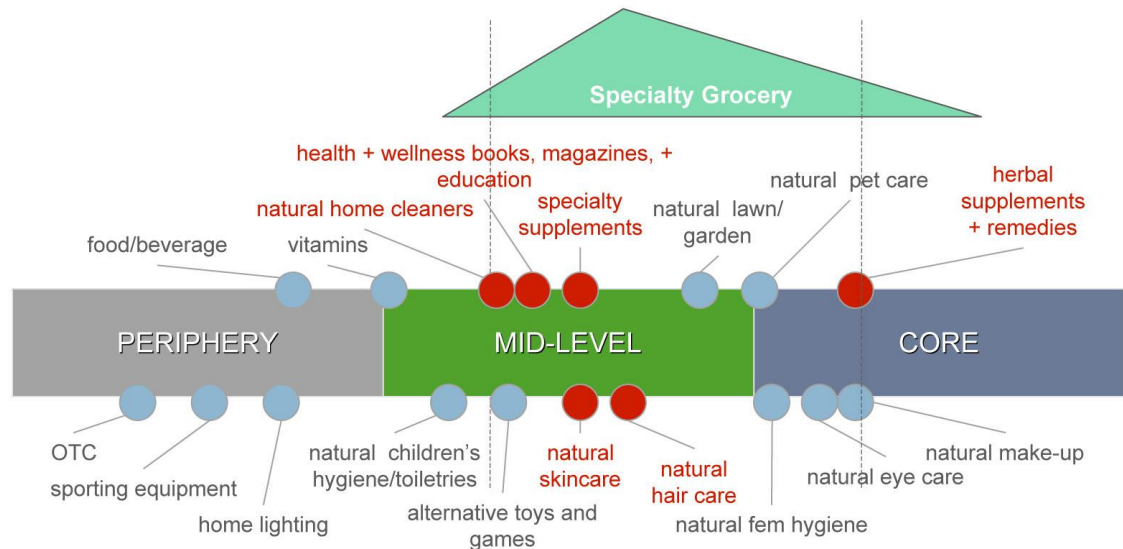 Specialty Grocery
health + wellness books, magazines, +
education
natural home cleaners
specialty
supplements
natural pet care
natural lawn/
garden
herbal
supplements
+ remedies
food/beverage
vitamins
PERIPHERY
MID-LEVEL
CORE
OTC
sporting equipment
home lighting
natural children's
hygiene/toiletries
alternative toys and
games
natural
skincare
natural
hair care
natural fem hygiene
natural eye care
natural make-up